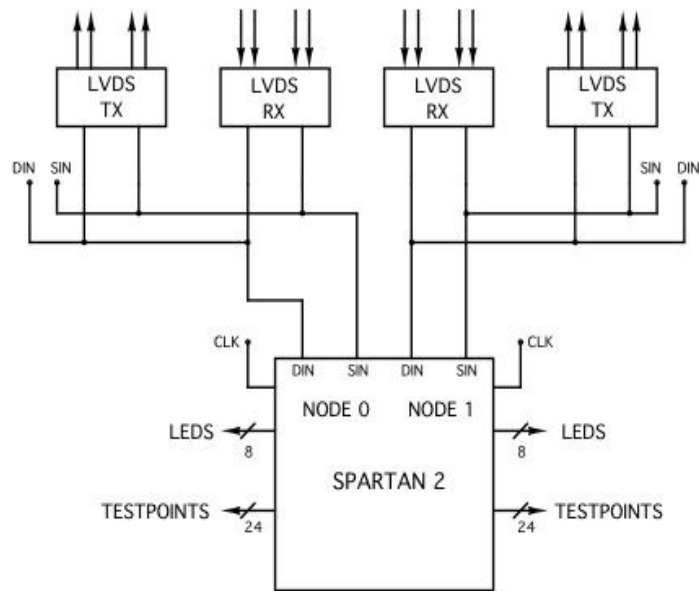 LVDS
TX
LVDS
RX
LVDS
RX
LVDS
TX
DIN SIN
SIN DIN
CLK
CLK
DIN SIN DIN SIN
NODE 0 NODE 1
LEDS
8
8
LEDS
SPARTAN 2
TESTPOINTS
24
24
TESTPOINTS